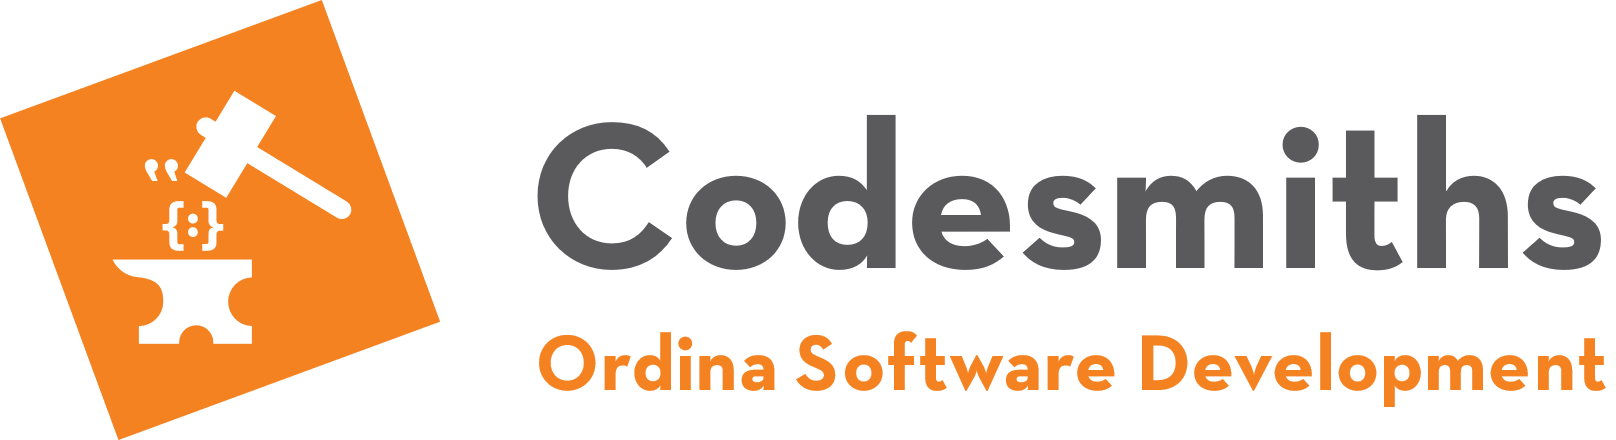 ”
{:}
Codesmiths
Ordina Software Development